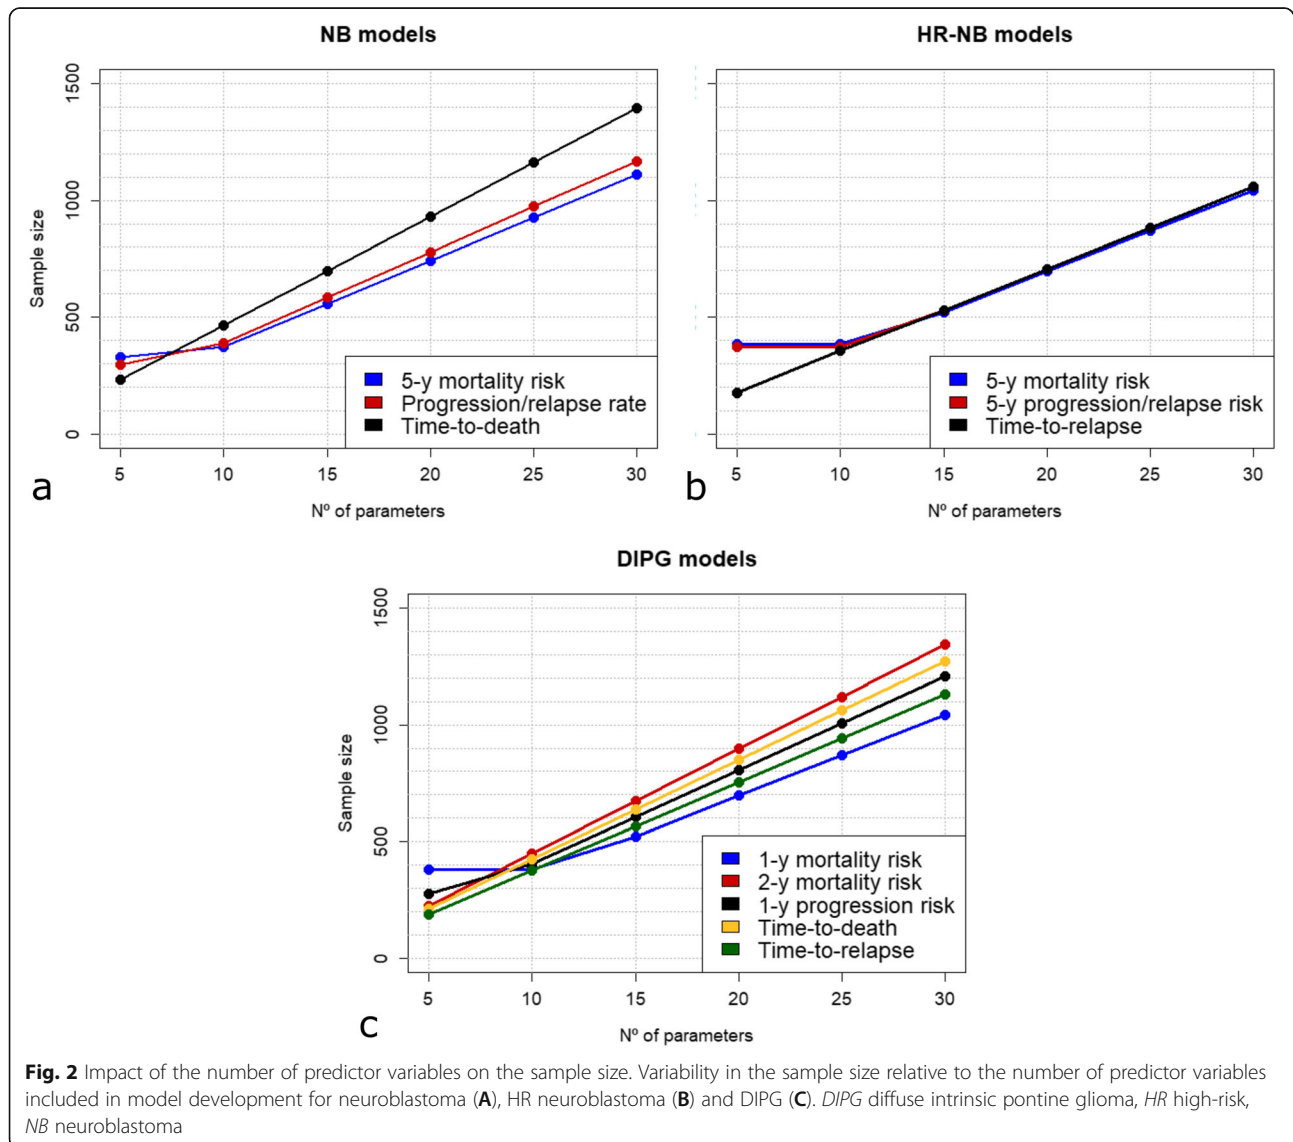 NB models
Sample size
0
500
1000
1500
5
10
15
20
25
30
Nº of parameters
5-y mortality risk
Progression/relapse rate
Time-to-death
a
HR-NB models
5
10
15
20
25
30
Nº of parameters
5-y mortality risk
5-y progression/relapse risk
Time-to-relapse
b
DIPG models
Sample size
0
500
1000
1500
5
10
15
20
25
30
Nº of parameters
1-y mortality risk
2-y mortality risk
1-y progression risk
Time-to-death
Time-to-relapse
c
Fig. 2 Impact of the number of predictor variables on the sample size. Variability in the sample size relative to the number of predictor variables
included in model development for neuroblastoma (A), HR neuroblastoma (B) and DIPG (C). DIPG diffuse intrinsic pontine glioma, HR high-risk,
NB neuroblastoma